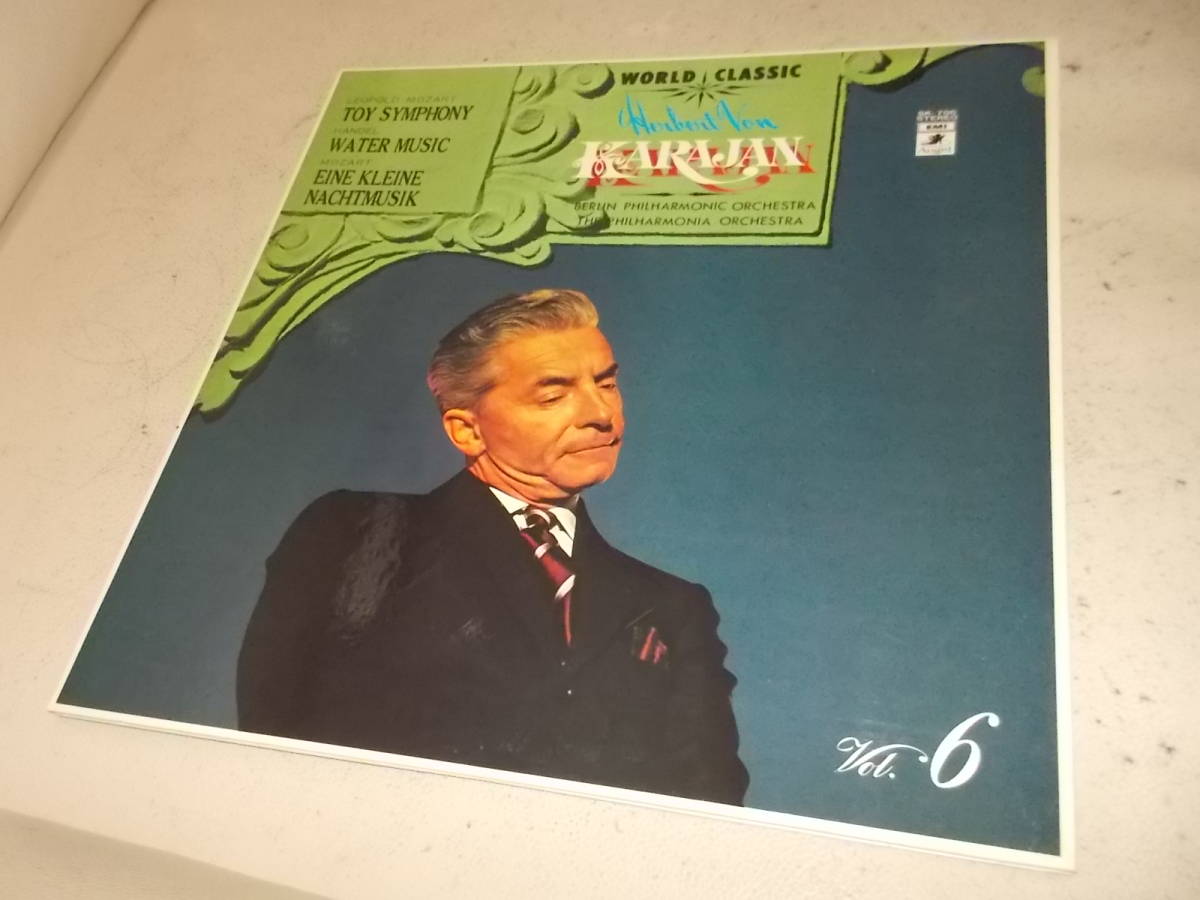 LEOPOLD MOZART
TOY SYMPHONY
HANDEL
WATER MUSIC
MOZART
EINE KLEINE
NACHTMUSIK
WORLD CLASSIC
Herbert Von
KARAJAN
BERLIN PHILHARMONIC ORCHESTRA
THE PHILHARMONIA ORCHESTRA
STEREO
EMI
Angel
Vol. 6